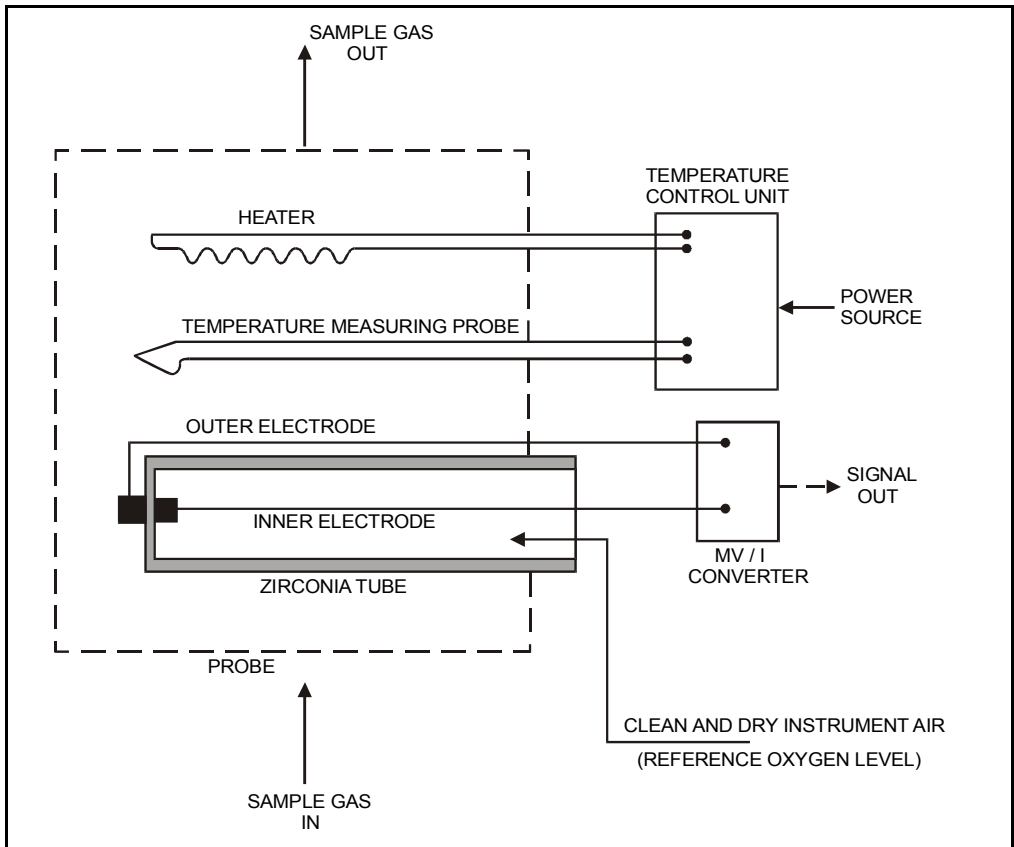 SAMPLE GAS
OUT
TEMPERATURE
CONTROL UNIT
HEATER
POWER
SOURCE
TEMPERATURE MEASURING PROBE
OUTER ELECTRODE
SIGNAL
OUT
INNER ELECTRODE
MV / I
CONVERTER
ZIRCONIA TUBE
PROBE
CLEAN AND DRY INSTRUMENT AIR
(REFERENCE OXYGEN LEVEL)
SAMPLE GAS
IN